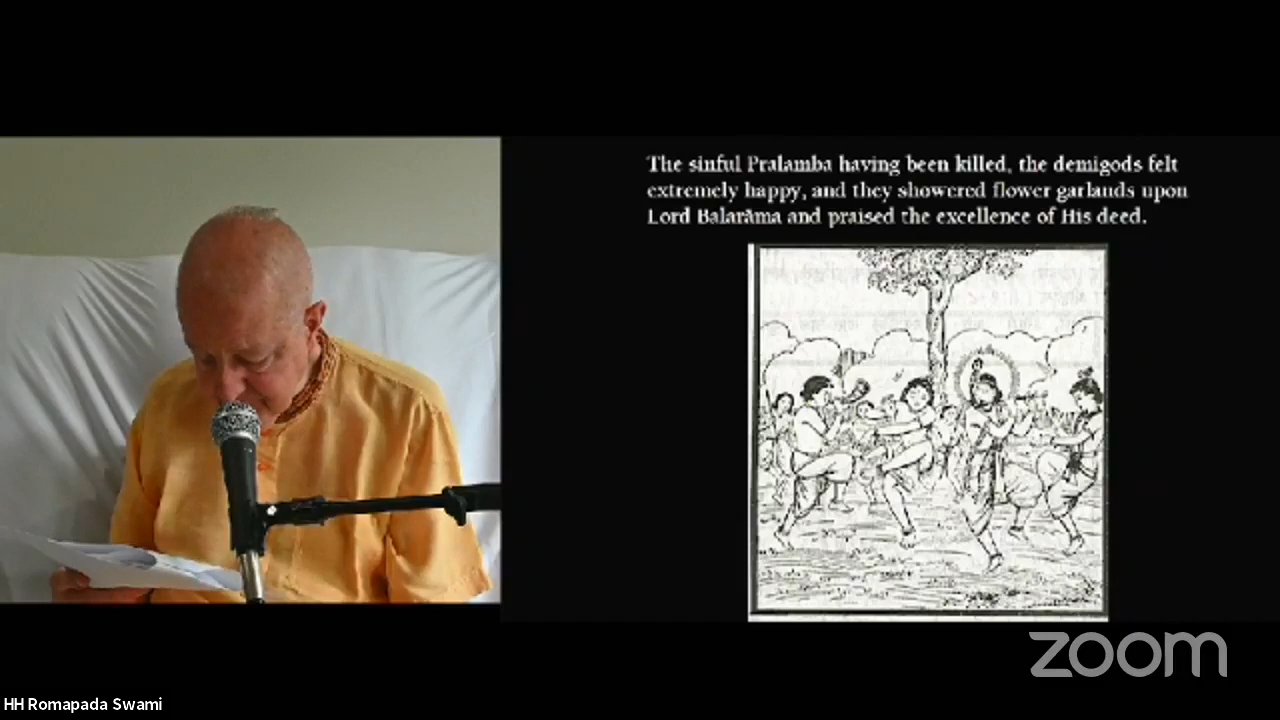 The sinful Pralamba having been killed, the demigods felt
extremely happy, and they showered flower garlands upon
Lord Balarāma and praised the excellence of His deed.
zoom
HH Romapada Swami